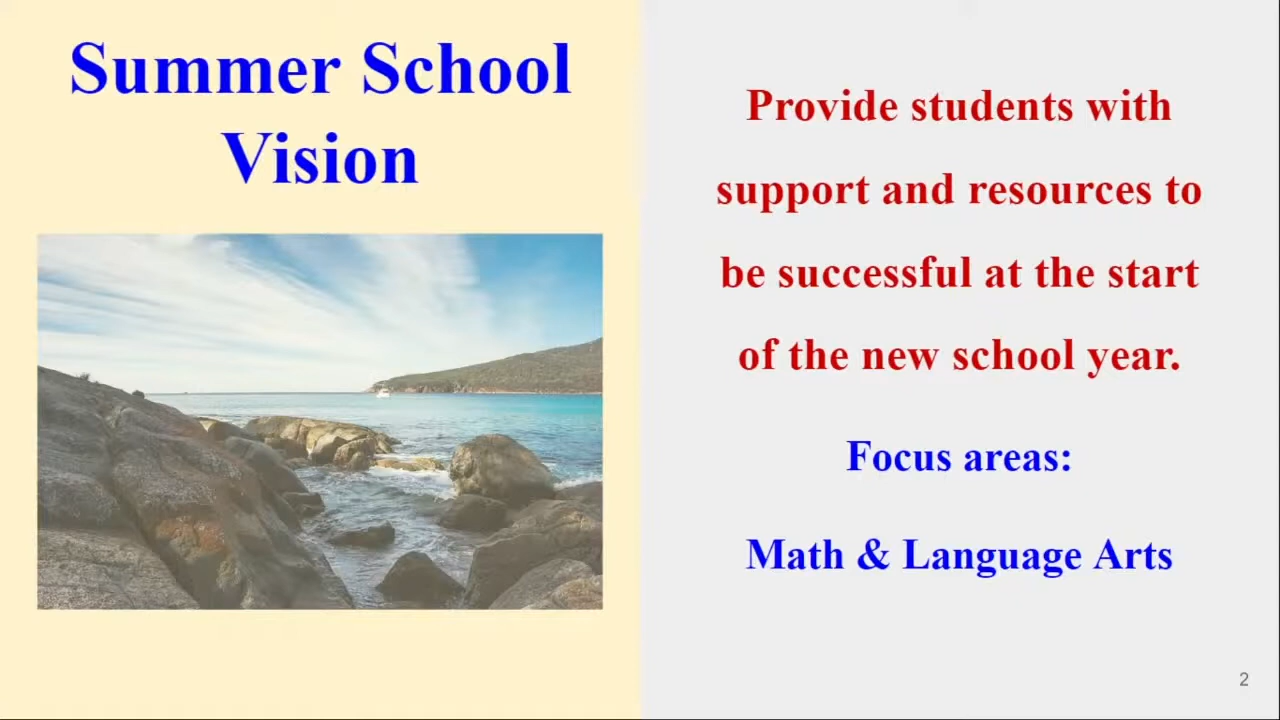 Summer School
Vision
Provide students with
support and resources to
be successful at the start
of the new school year.
Focus areas:
Math & Language Arts
2